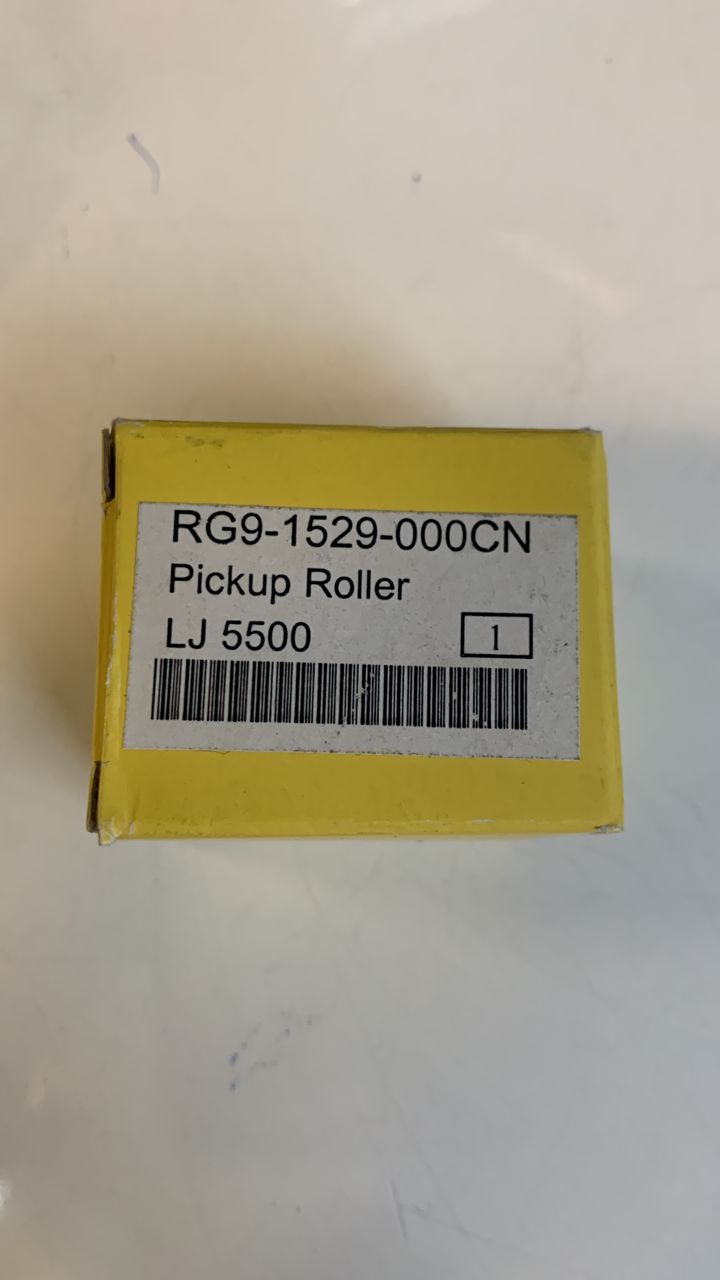 RG9-1529-000CN
Pickup Roller
LJ 5500
1